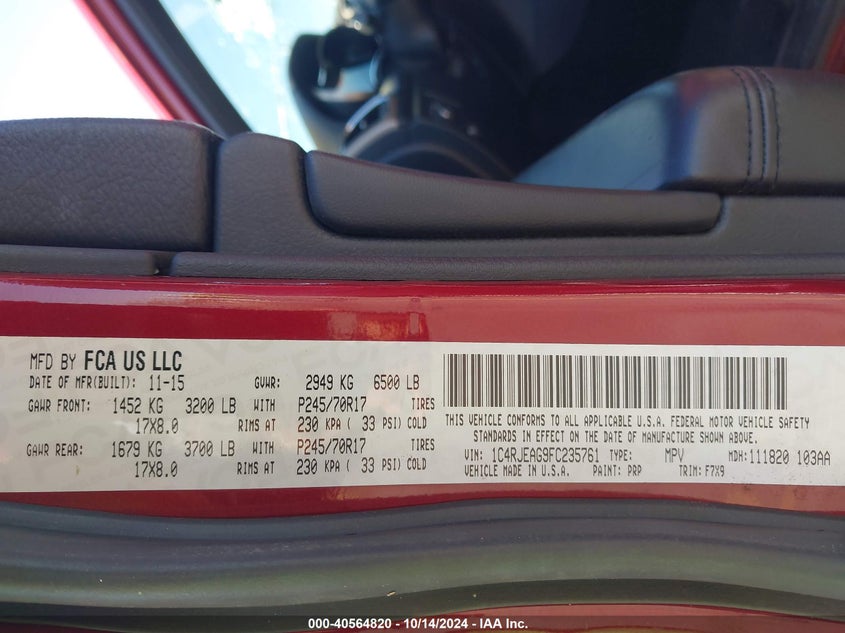 MFD BY FCA US LLC
DATE OF MFR(BUILT): 11-15 GVWR: 2949 KG 6500 LB
GAWR FRONT: 1452 KG 3200 LB WITH P245/70R17 TIRES
17X8.0 RIMS AT 230 KPA ( 33 PSI) COLD
GAWR REAR: 1679 KG 3700 LB WITH P245/70R17 TIRES
17X8.0 RIMS AT 230 KPA ( 33 PSI) COLD
THIS VEHICLE CONFORMS TO ALL APPLICABLE U.S.A. FEDERAL MOTOR VEHICLE SAFETY
STANDARDS IN EFFECT ON THE DATE OF MANUFACTURE SHOWN ABOVE.
VIN: 1C4RJEAG9FC235761 TYPE: MPV MDH: 111820 103AA
VEHICLE MADE IN U.S.A. PAINT: PRP TRIM: F7X9
000-40564820 - 10/14/2024 - IAA Inc.